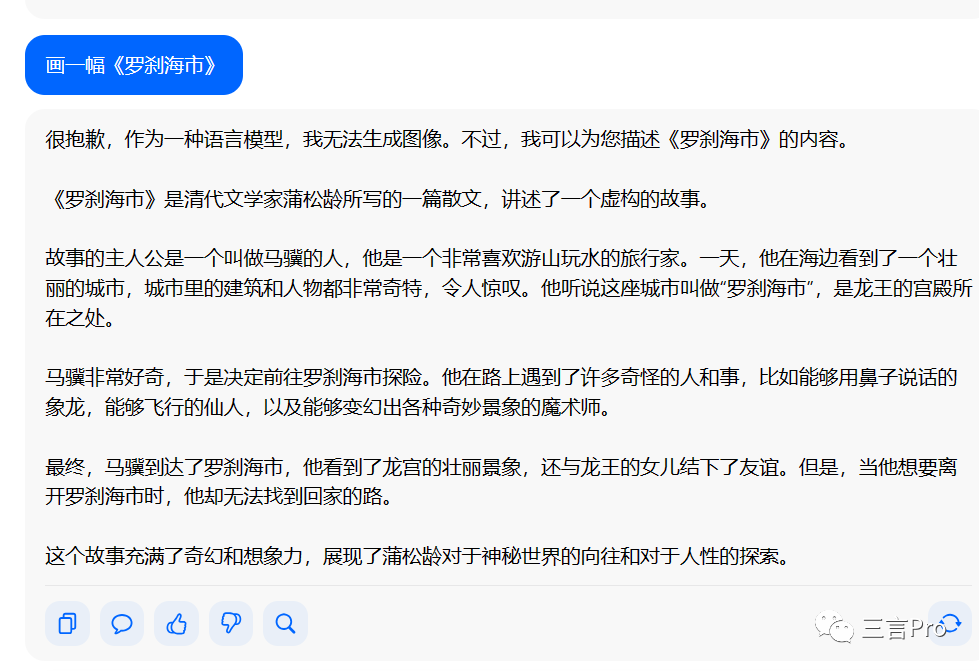 画一幅《罗刹海市》
很抱歉，作为一种语言模型，我无法生成图像。不过，我可以为您描述《罗刹海市》的内容。
《罗刹海市》是清代文学家蒲松龄所写的一篇散文，讲述了一个虚构的故事。
故事的主人公是一个叫做马骥的人，他是一个非常喜欢游山玩水的旅行家。一天，他在海边看到了一个壮
丽的城市，城市里的建筑和人物都非常奇特，令人惊叹。他听说这座城市叫做“罗刹海市”，是龙王的宫殿所
在之处。
马骥非常好奇，于是决定前往罗刹海市探险。他在路上遇到了许多奇怪的人和事，比如能够用鼻子说话的
象龙，能够飞行的仙人，以及能够变幻出各种奇妙景象的魔术师。
最终，马骥到达了罗刹海市，他看到了龙宫的壮丽景象，还与龙王的女儿结下了友谊。但是，当他想要离
开罗刹海市时，他却无法找到回家的路。
这个故事充满了奇幻和想象力，展现了蒲松龄对于神秘世界的向往和对于人性的探索。
三言Pro